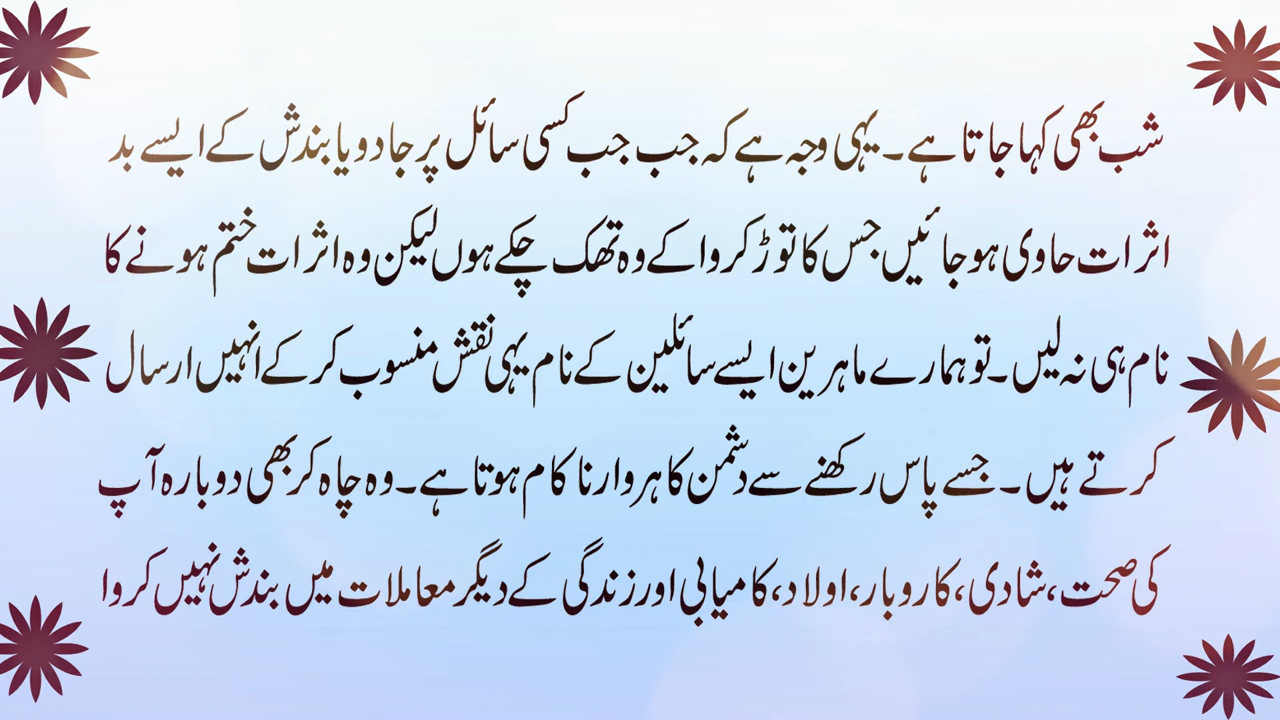 شب بھی کہا جاتا ہے۔ یہی وجہ ہے کہ جب جب کسی سائل پر جادو یا بندش کے ایسے بد
اثرات حاوی ہو جائیں جس کا توڑ کروا کے وہ تھک چکے ہوں لیکن وہ اثرات ختم ہونے کا
نام ہی نہ لیں۔ تو ہمارے ماہرین ایسے سائلین کے نام یہی نقش منسوب کر کے انہیں ارسال
کرتے ہیں۔ جسے پاس رکھنے سے دشمن کا ہر وار ناکام ہوتا ہے۔ وہ چاہ کر بھی دوبارہ آپ
کی صحت، شادی، کاروبار، اولاد، کامیابی اور زندگی کے دیگر معاملات میں بندش نہیں کروا